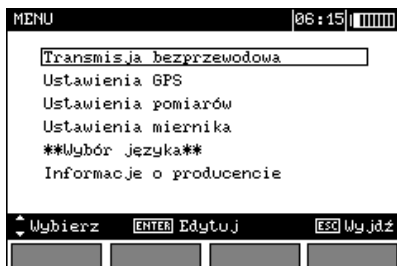 MENU 06:15
Transmisja bezprzewodowa
Ustawienia GPS
Ustawienia pomiarów
Ustawienia miernika
**Wybór języka**
Informacje o producencie
Wybierz ENTER Edytuj ESC Wyjdź